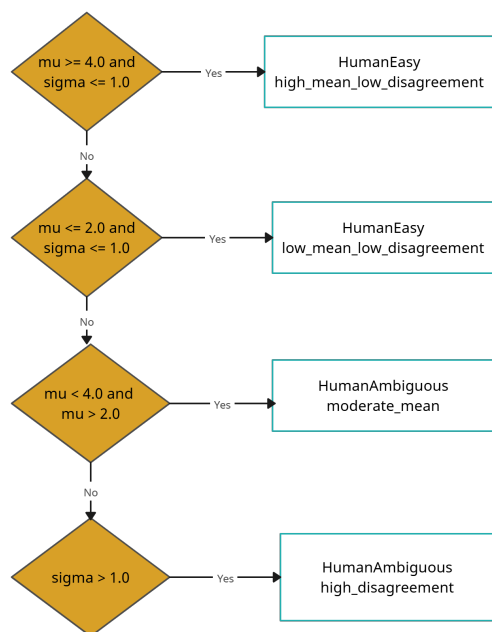 mu >= 4.0 and
sigma <= 1.0
Yes
HumanEasy
high_mean_low_disagreement
No
mu <= 2.0 and
sigma <= 1.0
Yes
HumanEasy
low_mean_low_disagreement
No
mu < 4.0 and
mu > 2.0
Yes
HumanAmbiguous
moderate_mean
No
sigma > 1.0
Yes
HumanAmbiguous
high_disagreement